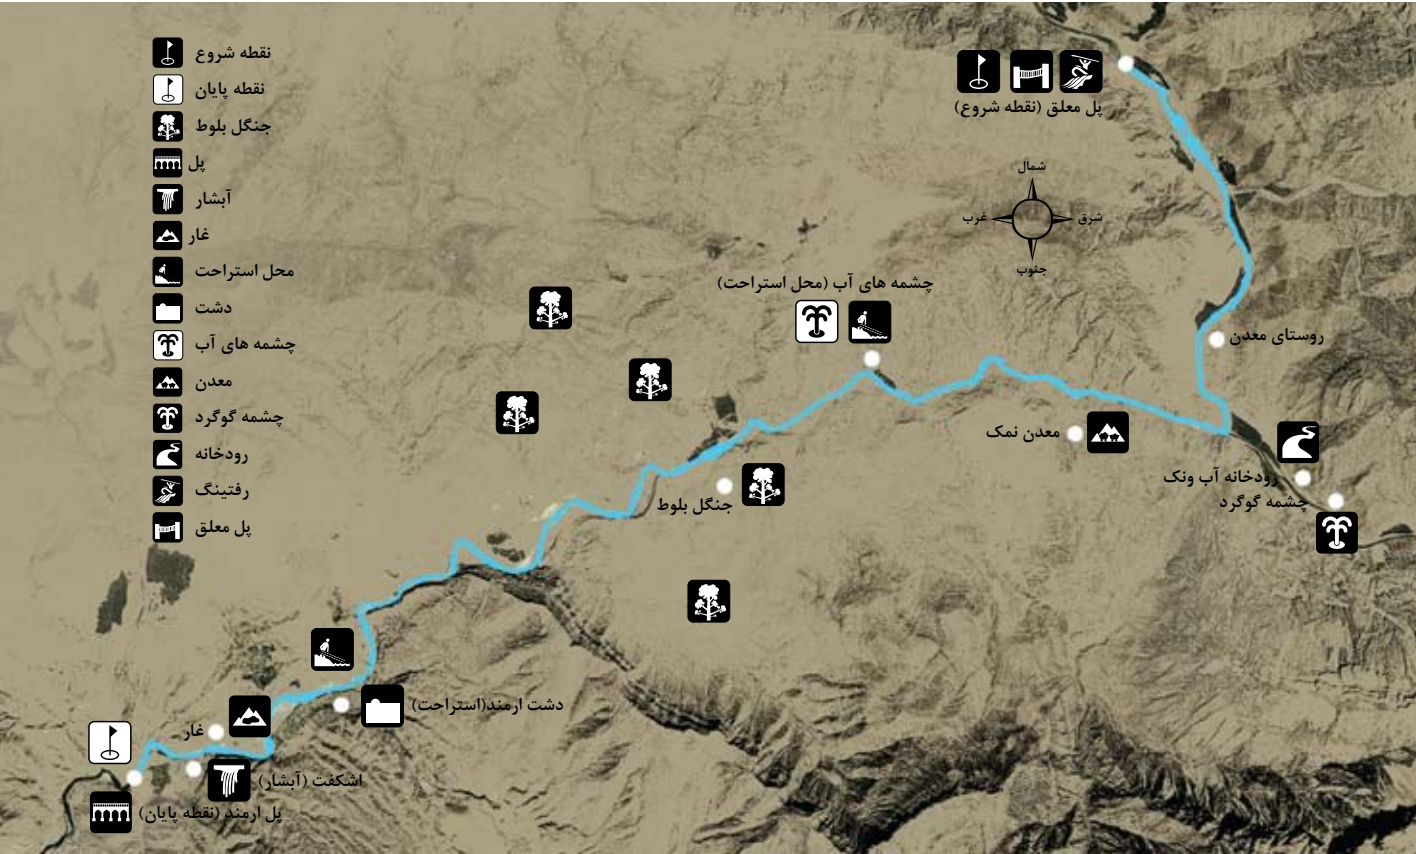 نقطه شروع
نقطه پایان
جنگل بلوط
پل
آبشار
غار
محل استراحت
دشت
چشمه های آب
معدن
چشمه گوگرد
رودخانه
رفتینگ
پل معلق
پل معلق (نقطه شروع)
شمال
شرق
غرب
جنوب
چشمه های آب (محل استراحت)
روستای معدن
معدن نمک
رودخانه آب ونک
چشمه گوگرد
جنگل بلوط
دشت ارمند(استراحت)
غار
اشکفت (آبشار)
پل ارمند (نقطه پایان)